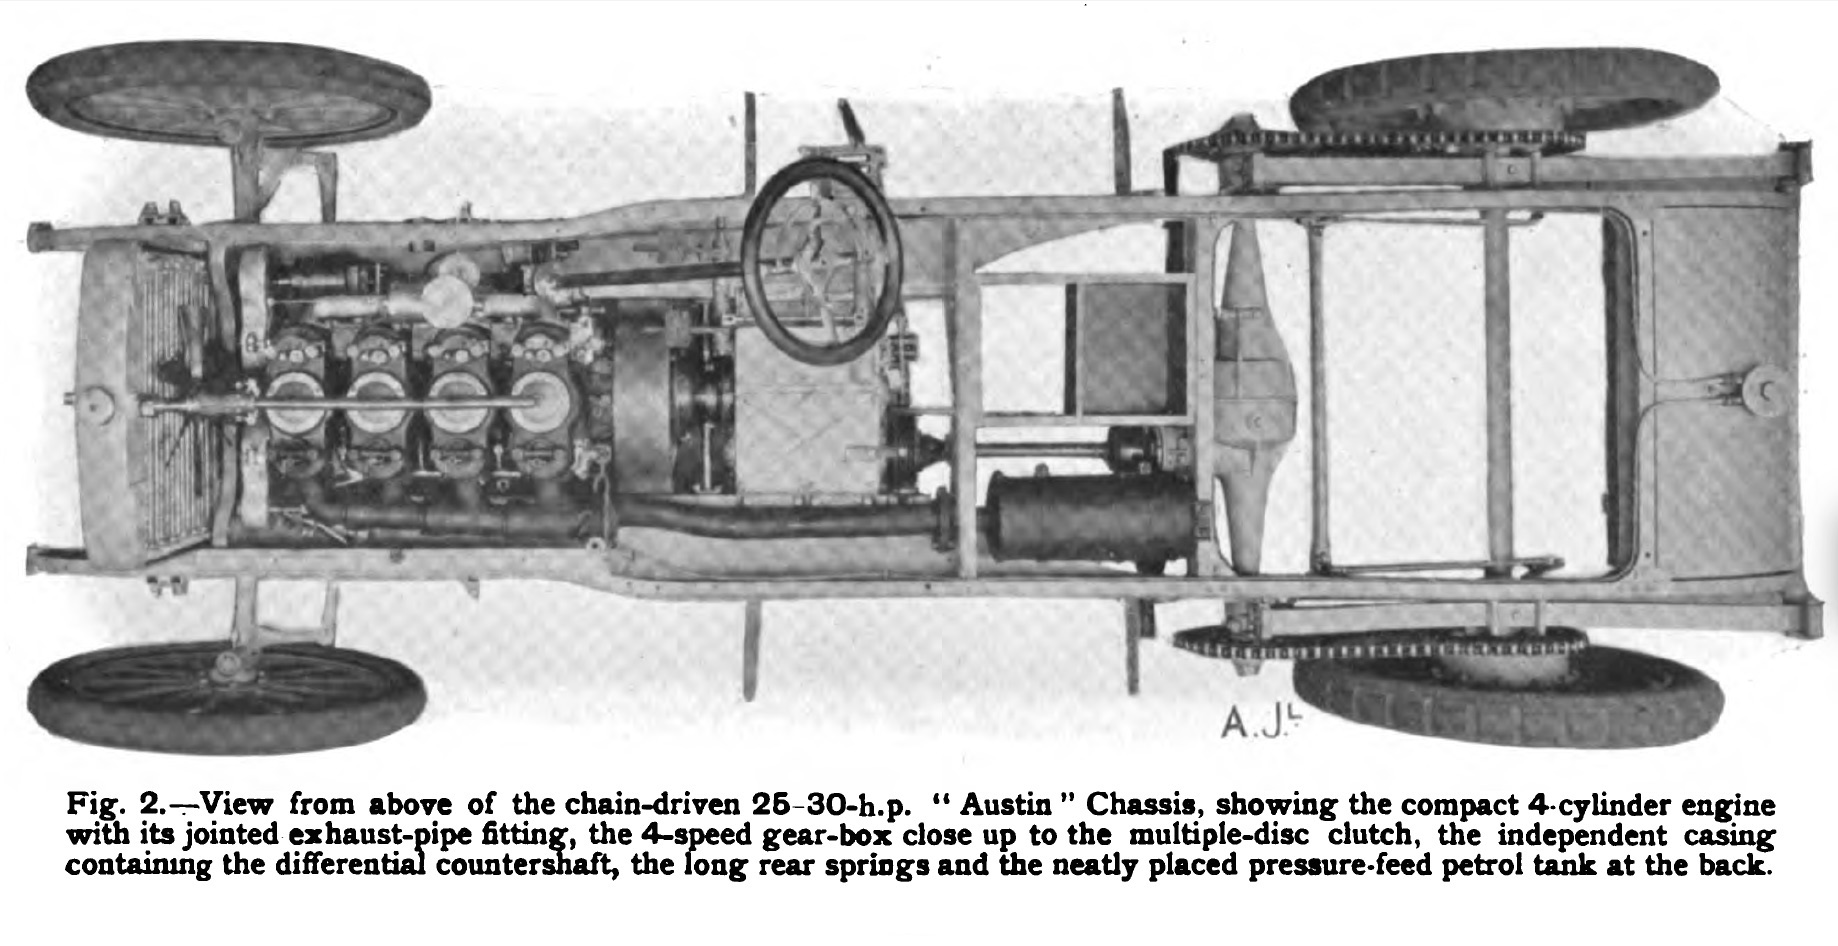 A.J.L
Fig. 2.—View from above of the chain-driven 25-30-h.p. “ Austin ” Chassis, showing the compact 4-cylinder engine
with its jointed exhaust-pipe fitting, the 4-speed gear-box close up to the multiple-disc clutch, the independent casing
containing the differential countershaft, the long rear springs and the neatly placed pressure-feed petrol tank at the back.